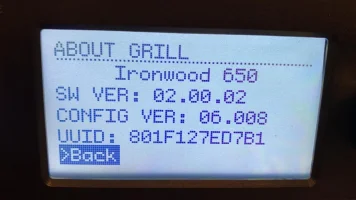 ABOUT GRILL
Ironwood 650
SW VER: 02.00.02
CONFIG VER: 06.008
UUID: 801F127ED7B1
>Back